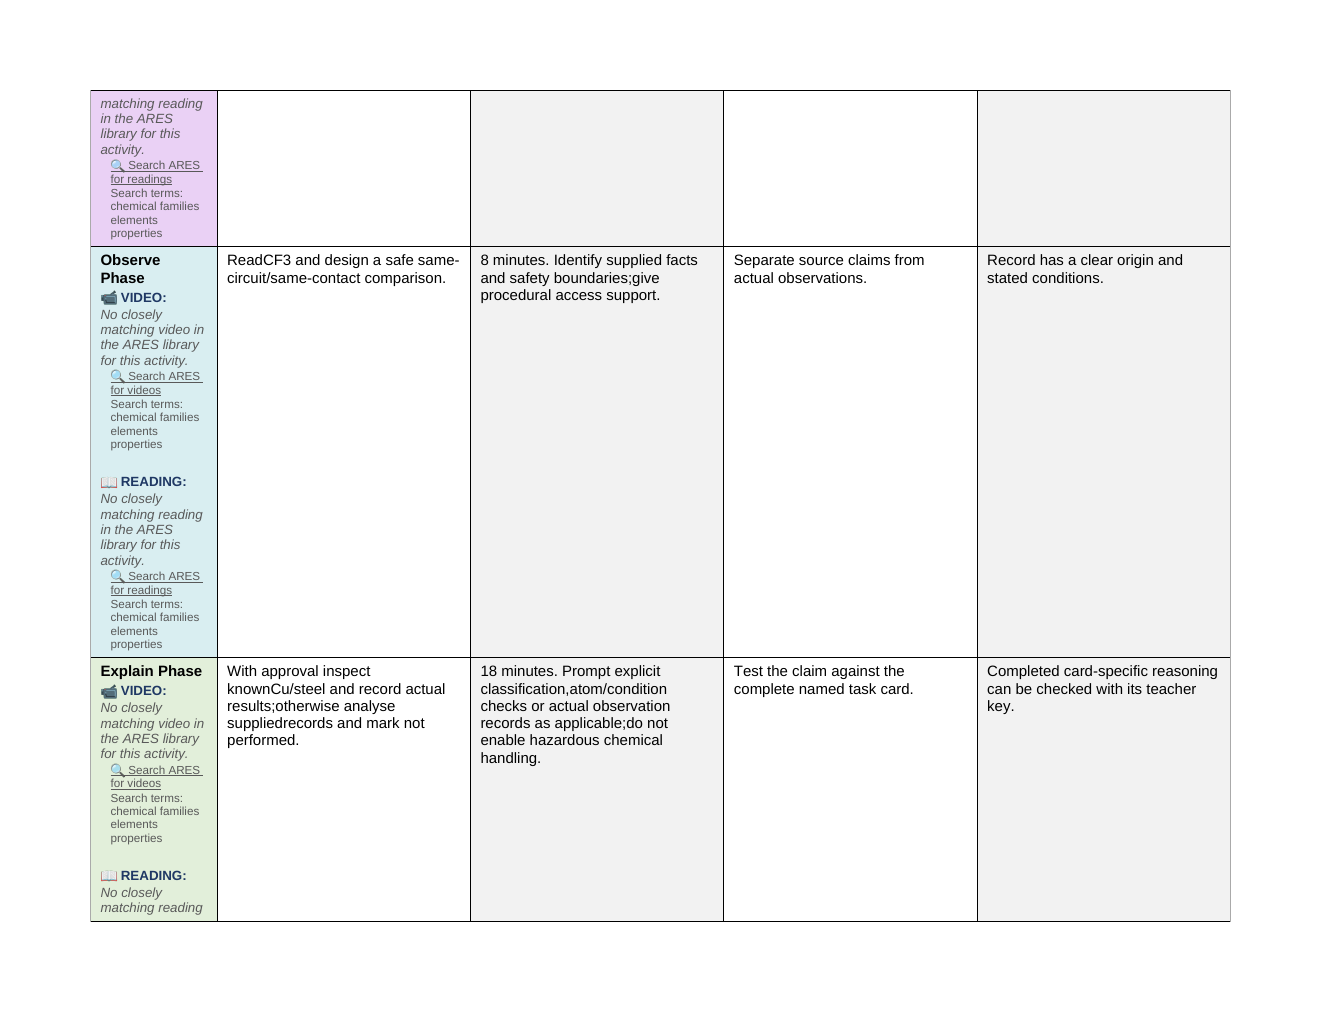 matching reading
in the ARES
library for this
activity.
🔍 Search ARES
for readings
Search terms:
chemical families
elements
properties
Observe
Phase
📹 VIDEO:
No closely
matching video in
the ARES library
for this activity.
🔍 Search ARES
for videos
Search terms:
chemical families
elements
properties
📖 READING:
No closely
matching reading
in the ARES
library for this
activity.
🔍 Search ARES
for readings
Search terms:
chemical families
elements
properties
ReadCF3 and design a safe same-
circuit/same-contact comparison.
8 minutes. Identify supplied facts
and safety boundaries;give
procedural access support.
Separate source claims from
actual observations.
Record has a clear origin and
stated conditions.
Explain Phase
📹 VIDEO:
No closely
matching video in
the ARES library
for this activity.
🔍 Search ARES
for videos
Search terms:
chemical families
elements
properties
📖 READING:
No closely
matching reading
With approval inspect
knownCu/steel and record actual
results;otherwise analyse
suppliedrecords and mark not
performed.
18 minutes. Prompt explicit
classification,atom/condition
checks or actual observation
records as applicable;do not
enable hazardous chemical
handling.
Test the claim against the
complete named task card.
Completed card-specific reasoning
can be checked with its teacher
key.